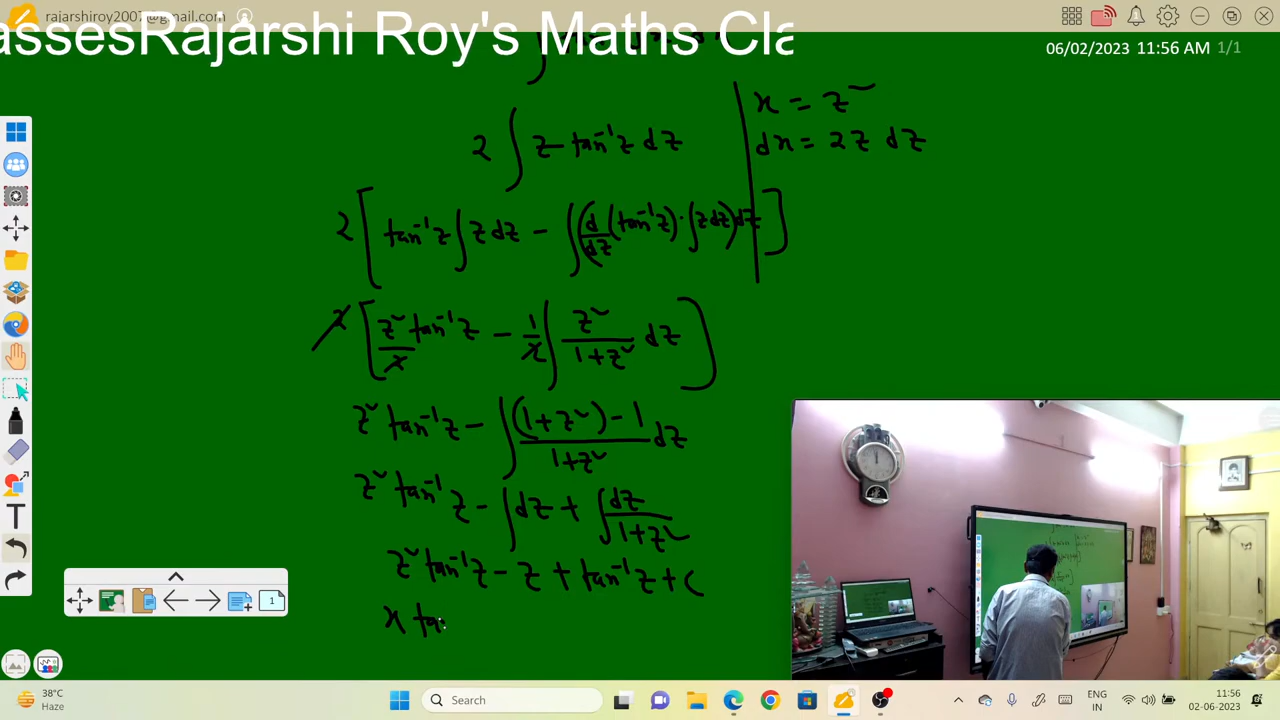 rajarshiroy2007@gmail.com
assesRajarshi Roy's Maths Cla
06/02/2023 11:56 AM 1/1
x = z²
2 ∫ z tan⁻¹z dz
dx = 2z dz
2 [ tan⁻¹z ∫ z dz − ∫ ( d/dz (tan⁻¹z) · ∫ z dz ) dz ]
2 [ z²/2 tan⁻¹z − 1/2 ∫ z²/(1+z²) dz ]
z² tan⁻¹z − ∫ ((1+z²) − 1)/(1+z²) dz
z² tan⁻¹z − ∫ dz + ∫ dz/(1+z²)
z² tan⁻¹z − z + tan⁻¹z + C
x ta
T
1
38°C
Haze
Search
ENG
IN
11:56
02-06-2023